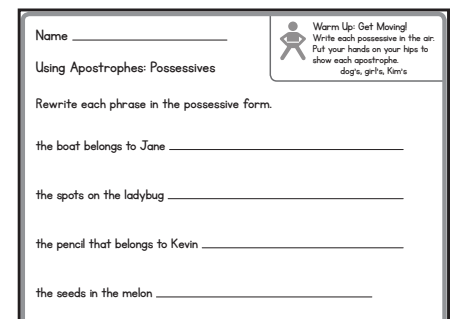 Name
Warm Up: Get Moving!
Write each possessive in the air.
Put your hands on your hips to
show each apostrophe.
dog's, girl's, Kim's
Using Apostrophes: Possessives
Rewrite each phrase in the possessive form.
the boat belongs to Jane
the spots on the ladybug
the pencil that belongs to Kevin
the seeds in the melon